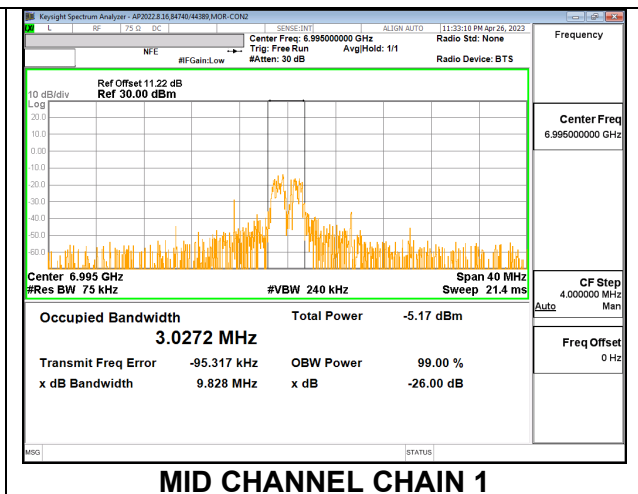 Keysight Spectrum Analyzer - AP2022.8.16,84740/44389,MOR-CON2
L RF 75 Ω DC SENSE:INT ALIGN AUTO 11:33:10 PM Apr 26, 2023
Center Freq: 6.995000000 GHz Radio Std: None
NFE Trig: Free Run Avg|Hold: 1/1
#IFGain:Low #Atten: 30 dB Radio Device: BTS
Frequency
Ref Offset 11.22 dB
10 dB/div Ref 30.00 dBm
Log
20.0
10.0
0.00
-10.0
-20.0
-30.0
-40.0
-50.0
-60.0
Center Freq
6.995000000 GHz
Center 6.995 GHz Span 40 MHz
#Res BW 75 kHz #VBW 240 kHz Sweep 21.4 ms
CF Step
4.000000 MHz
Auto Man
Freq Offset
0 Hz
Occupied Bandwidth Total Power -5.17 dBm
3.0272 MHz
Transmit Freq Error -95.317 kHz OBW Power 99.00 %
x dB Bandwidth 9.828 MHz x dB -26.00 dB
MSG STATUS
MID CHANNEL CHAIN 1